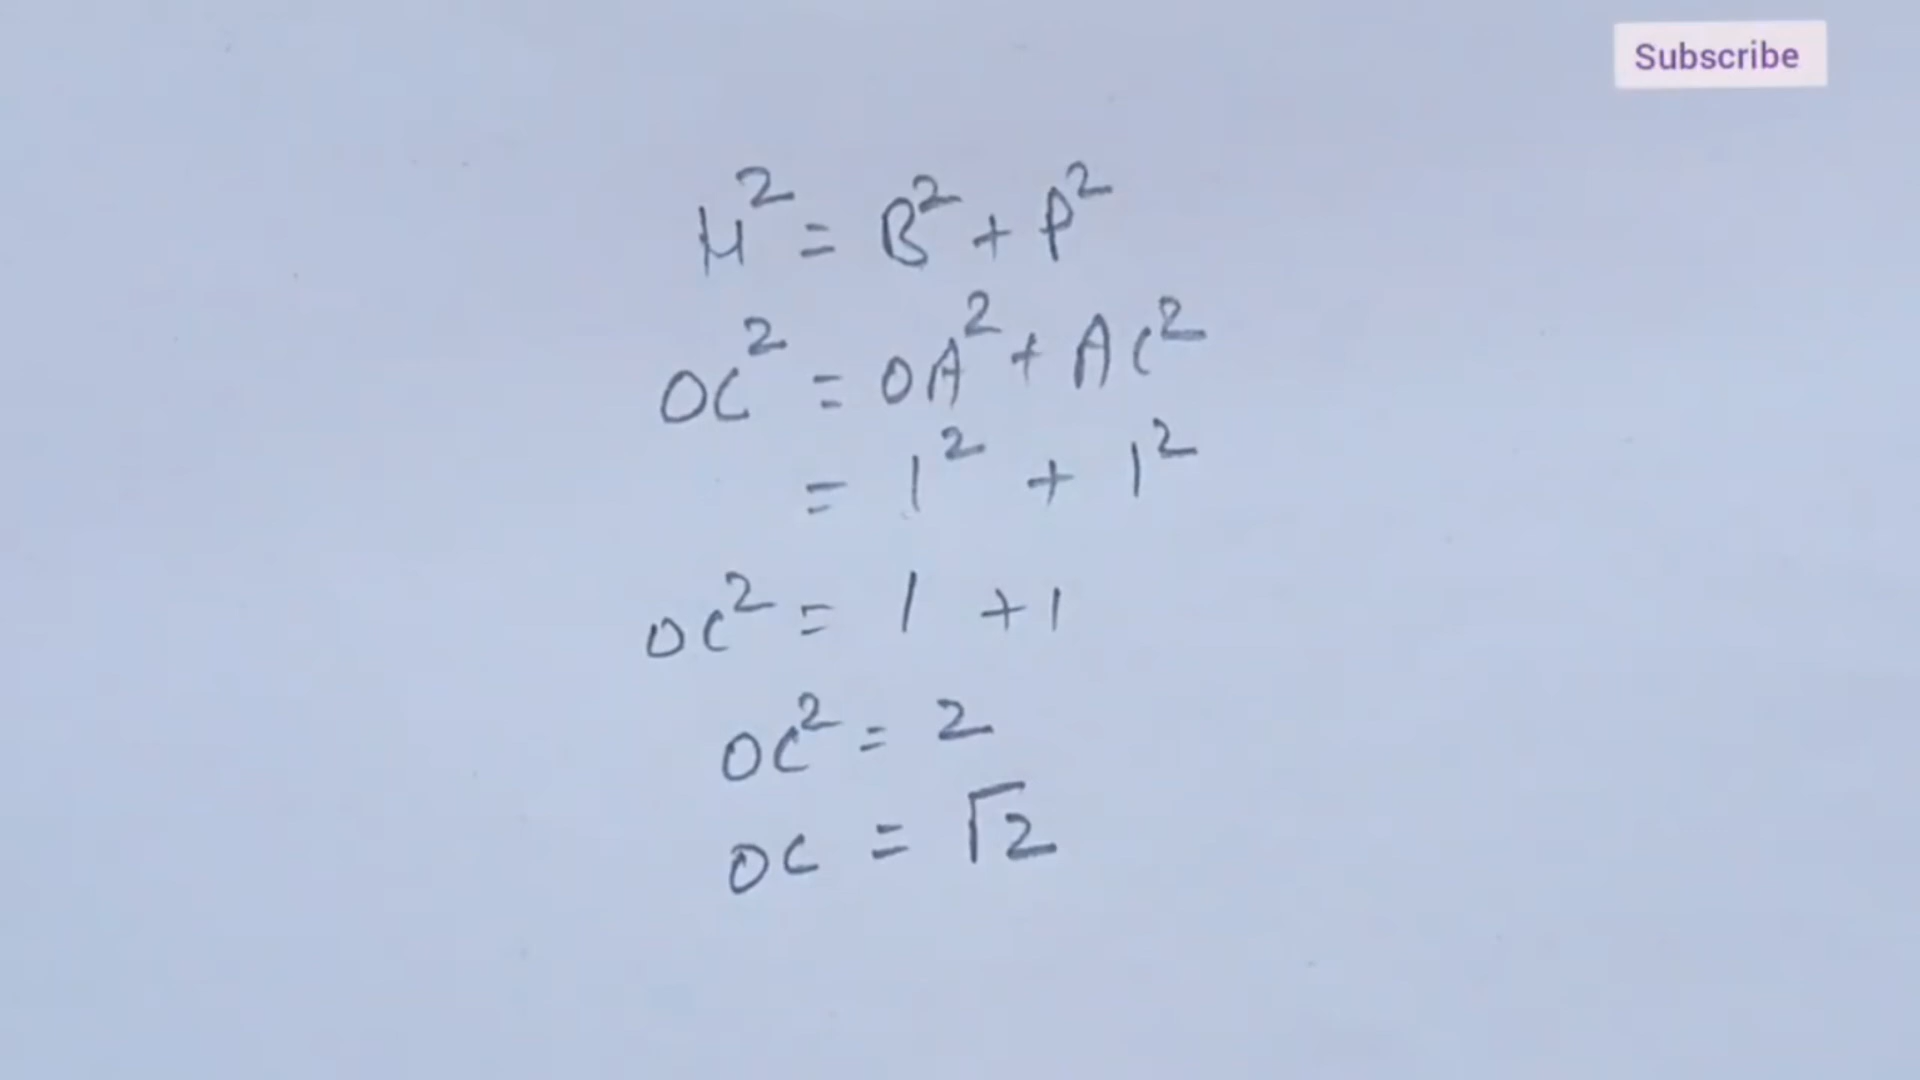 Subscribe
H² = B² + P²
OC² = OA² + AC²
= 1² + 1²
OC² = 1 + 1
OC² = 2
OC = √2